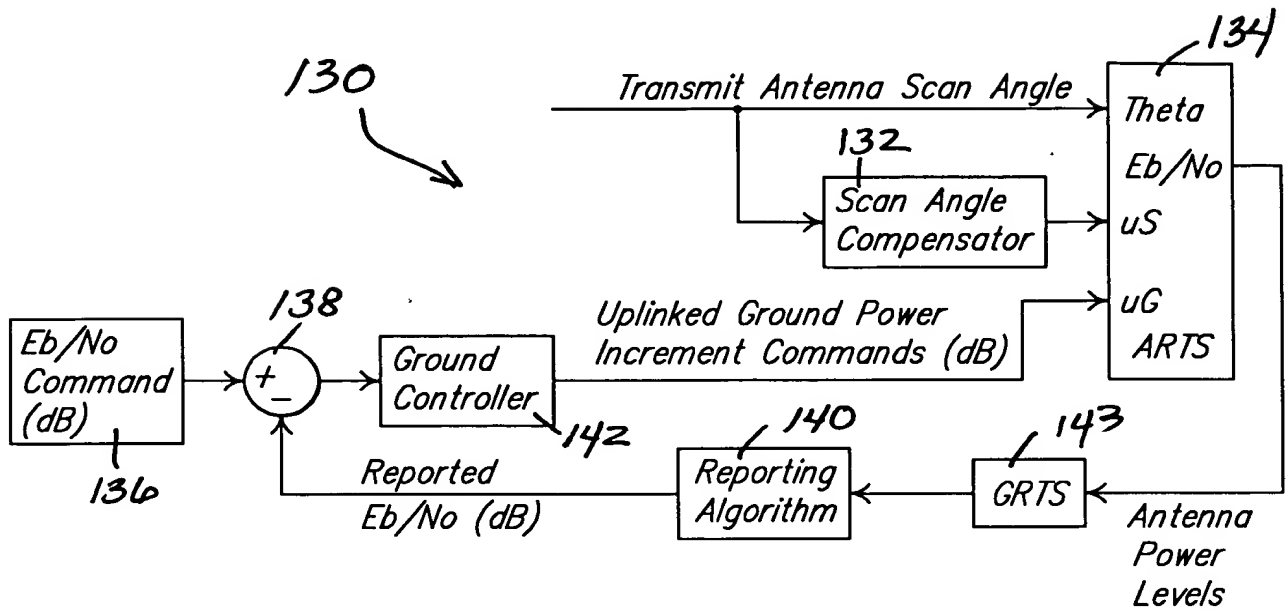 134
130
Transmit Antenna Scan Angle
Theta
132
Eb/No
Scan Angle
Compensator
uS
138
Uplinked Ground Power
Increment Commands (dB)
uG
ARTS
Eb/No
Command
(dB)
+
−
Ground
Controller
142
140
143
136
Reported
Eb/No (dB)
Reporting
Algorithm
GRTS
Antenna
Power
Levels